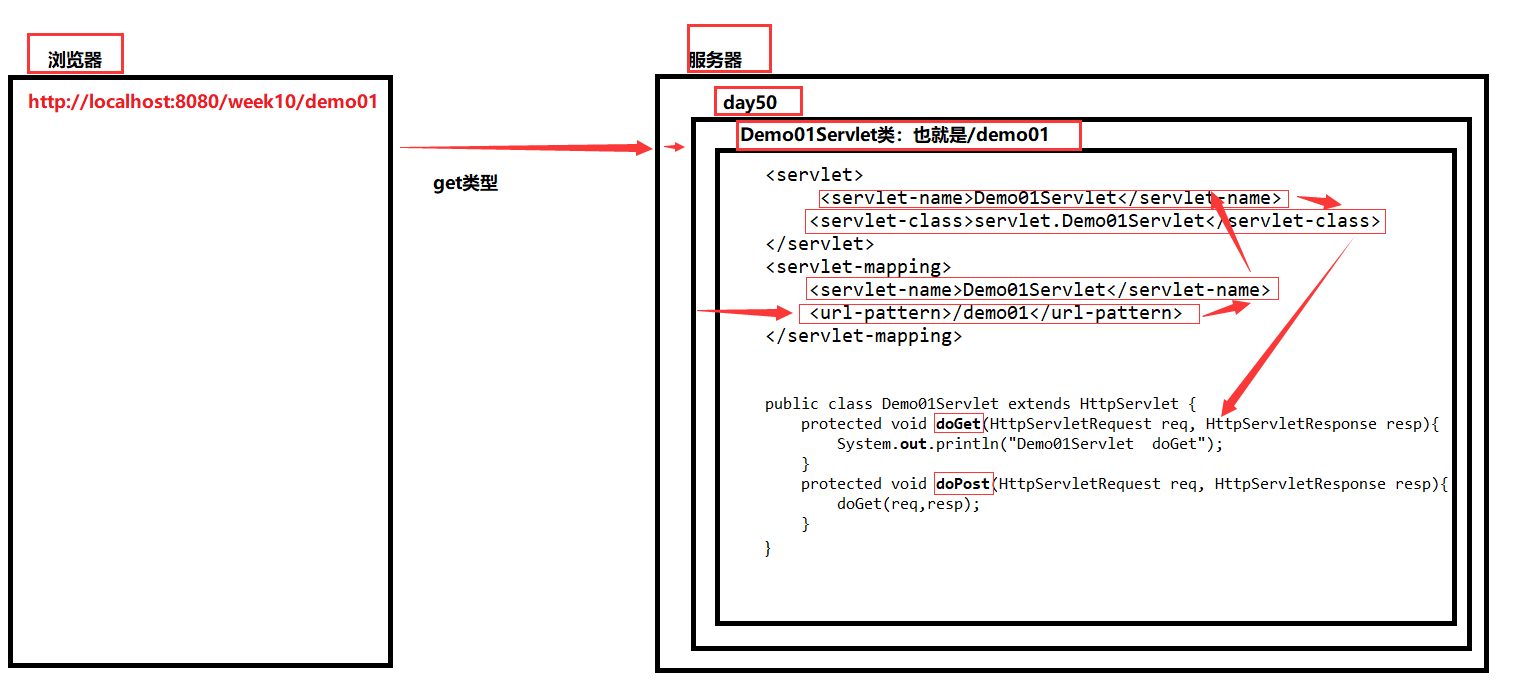 浏览器
http://localhost:8080/week10/demo01
get类型
服务器
day50
Demo01Servlet类：也就是/demo01
<servlet>
<servlet-name>Demo01Servlet</servlet-name>
<servlet-class>servlet.Demo01Servlet</servlet-class>
</servlet>
<servlet-mapping>
<servlet-name>Demo01Servlet</servlet-name>
<url-pattern>/demo01</url-pattern>
</servlet-mapping>
public class Demo01Servlet extends HttpServlet {
protected void doGet(HttpServletRequest req, HttpServletResponse resp){
System.out.println("Demo01Servlet  doGet");
}
protected void doPost(HttpServletRequest req, HttpServletResponse resp){
doGet(req,resp);
}
}